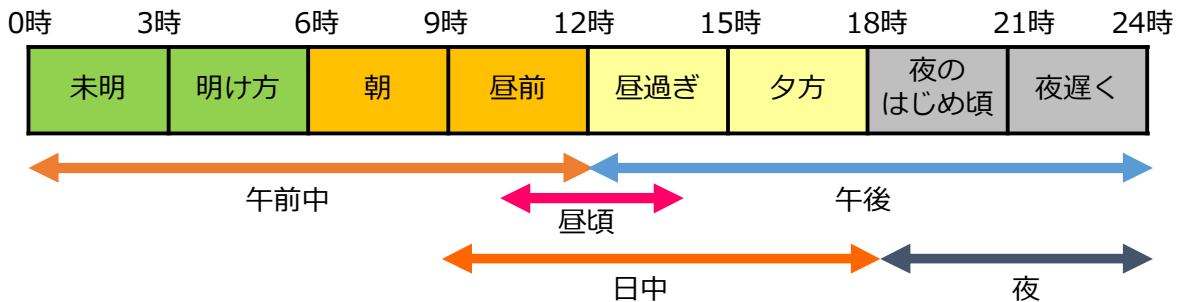 0時 3時 6時 9時 12時 15時 18時 21時 24時
未明 明け方 朝 昼前 昼過ぎ 夕方 夜の
はじめ頃 夜遅く
午前中 午後
昼頃
日中 夜